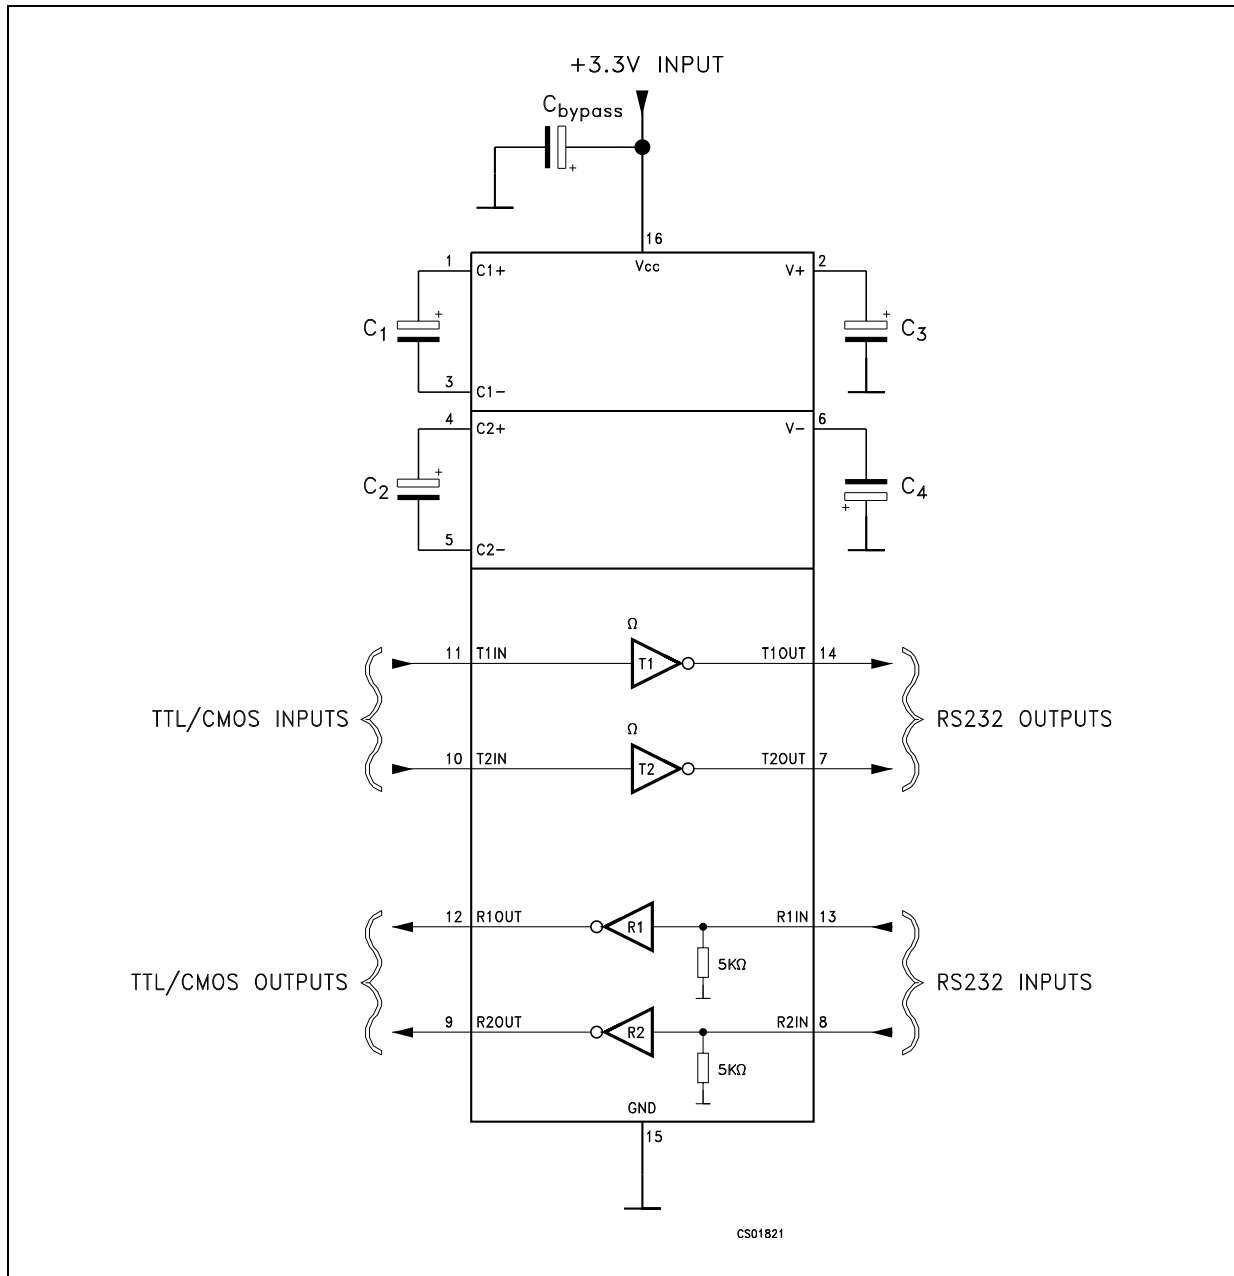 +3.3V INPUT
Cbypass
+
16
1 C1+ Vcc V+ 2
C1 + + C3
3 C1-
4 C2+ V- 6
C2 + C4
+
5 C2-
Ω
11 T1IN T1 T1OUT 14
TTL/CMOS INPUTS RS232 OUTPUTS
Ω
10 T2IN T2 T2OUT 7
12 R1OUT R1 R1IN 13
5KΩ
TTL/CMOS OUTPUTS RS232 INPUTS
9 R2OUT R2 R2IN 8
5KΩ
GND
15
CS01821